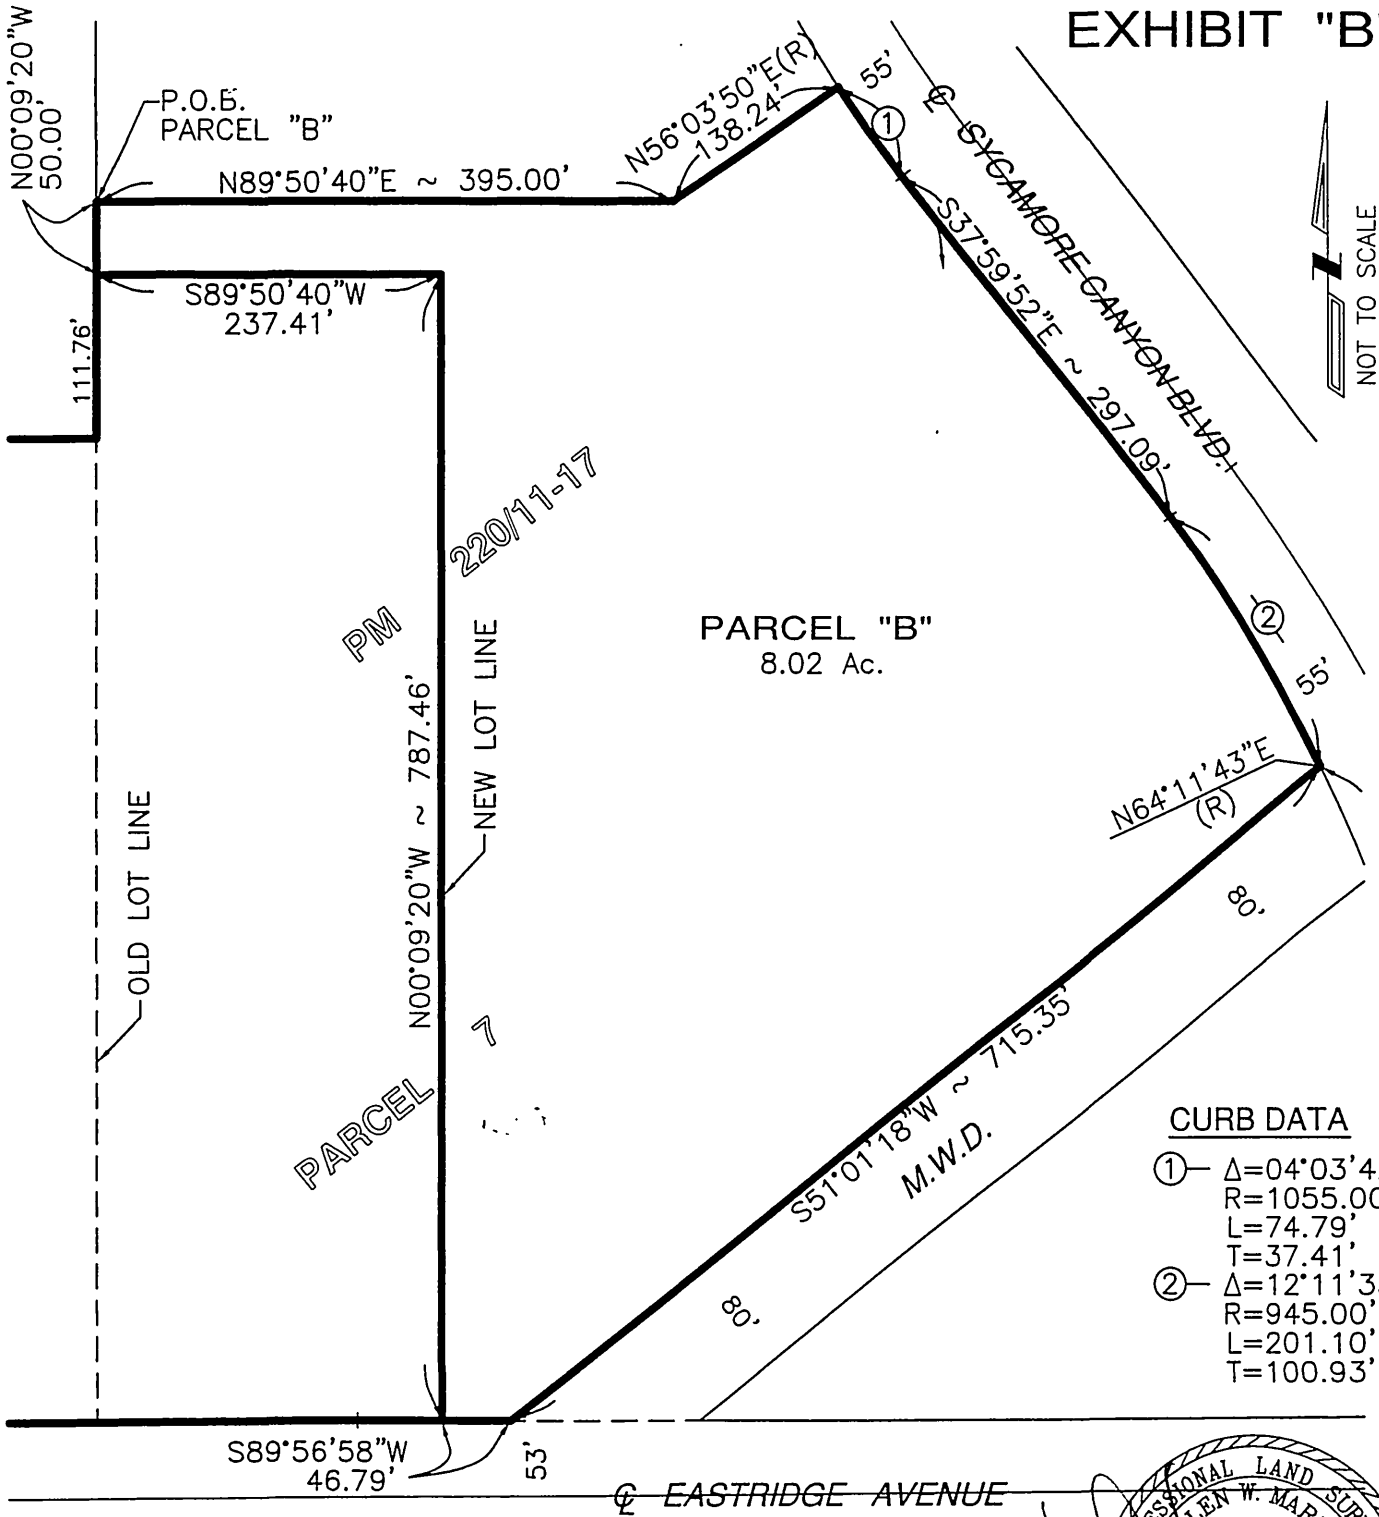 EXHIBIT "B"
N00°09'20"W
50.00'
P.O.B.
PARCEL "B"
N89°50'40"E ~ 395.00'
N56°03'50"E(R)
138.24'
55'
1
℄ SYCAMORE CANYON BLVD.
S37°59'52"E ~ 297.09'
NOT TO SCALE
S89°50'40"W
237.41'
111.76'
PM 220/11-17
PARCEL "B"
8.02 Ac.
2
55'
N64°11'43"E
(R)
N00°09'20"W ~ 787.46'
NEW LOT LINE
OLD LOT LINE
PARCEL 7
80'
S51°01'18"W ~ 715.35'
M.W.D.
80'
CURB DATA
1 Δ=04°03'4
R=1055.00
L=74.79'
T=37.41'
2 Δ=12°11'3
R=945.00'
L=201.10'
T=100.93'
S89°56'58"W
46.79'
53'
℄ EASTRIDGE AVENUE
ESSIONAL LAND SUR
LEN W. MAR